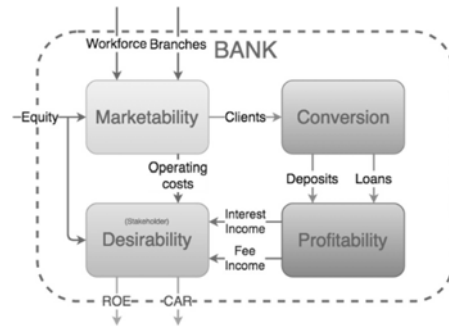 Workforce Branches
BANK
Equity
Marketability
Clients
Conversion
Operating
costs
Deposits
Loans
(Stakeholder)
Desirability
Interest
Income
Fee
Income
Profitability
ROE
CAR